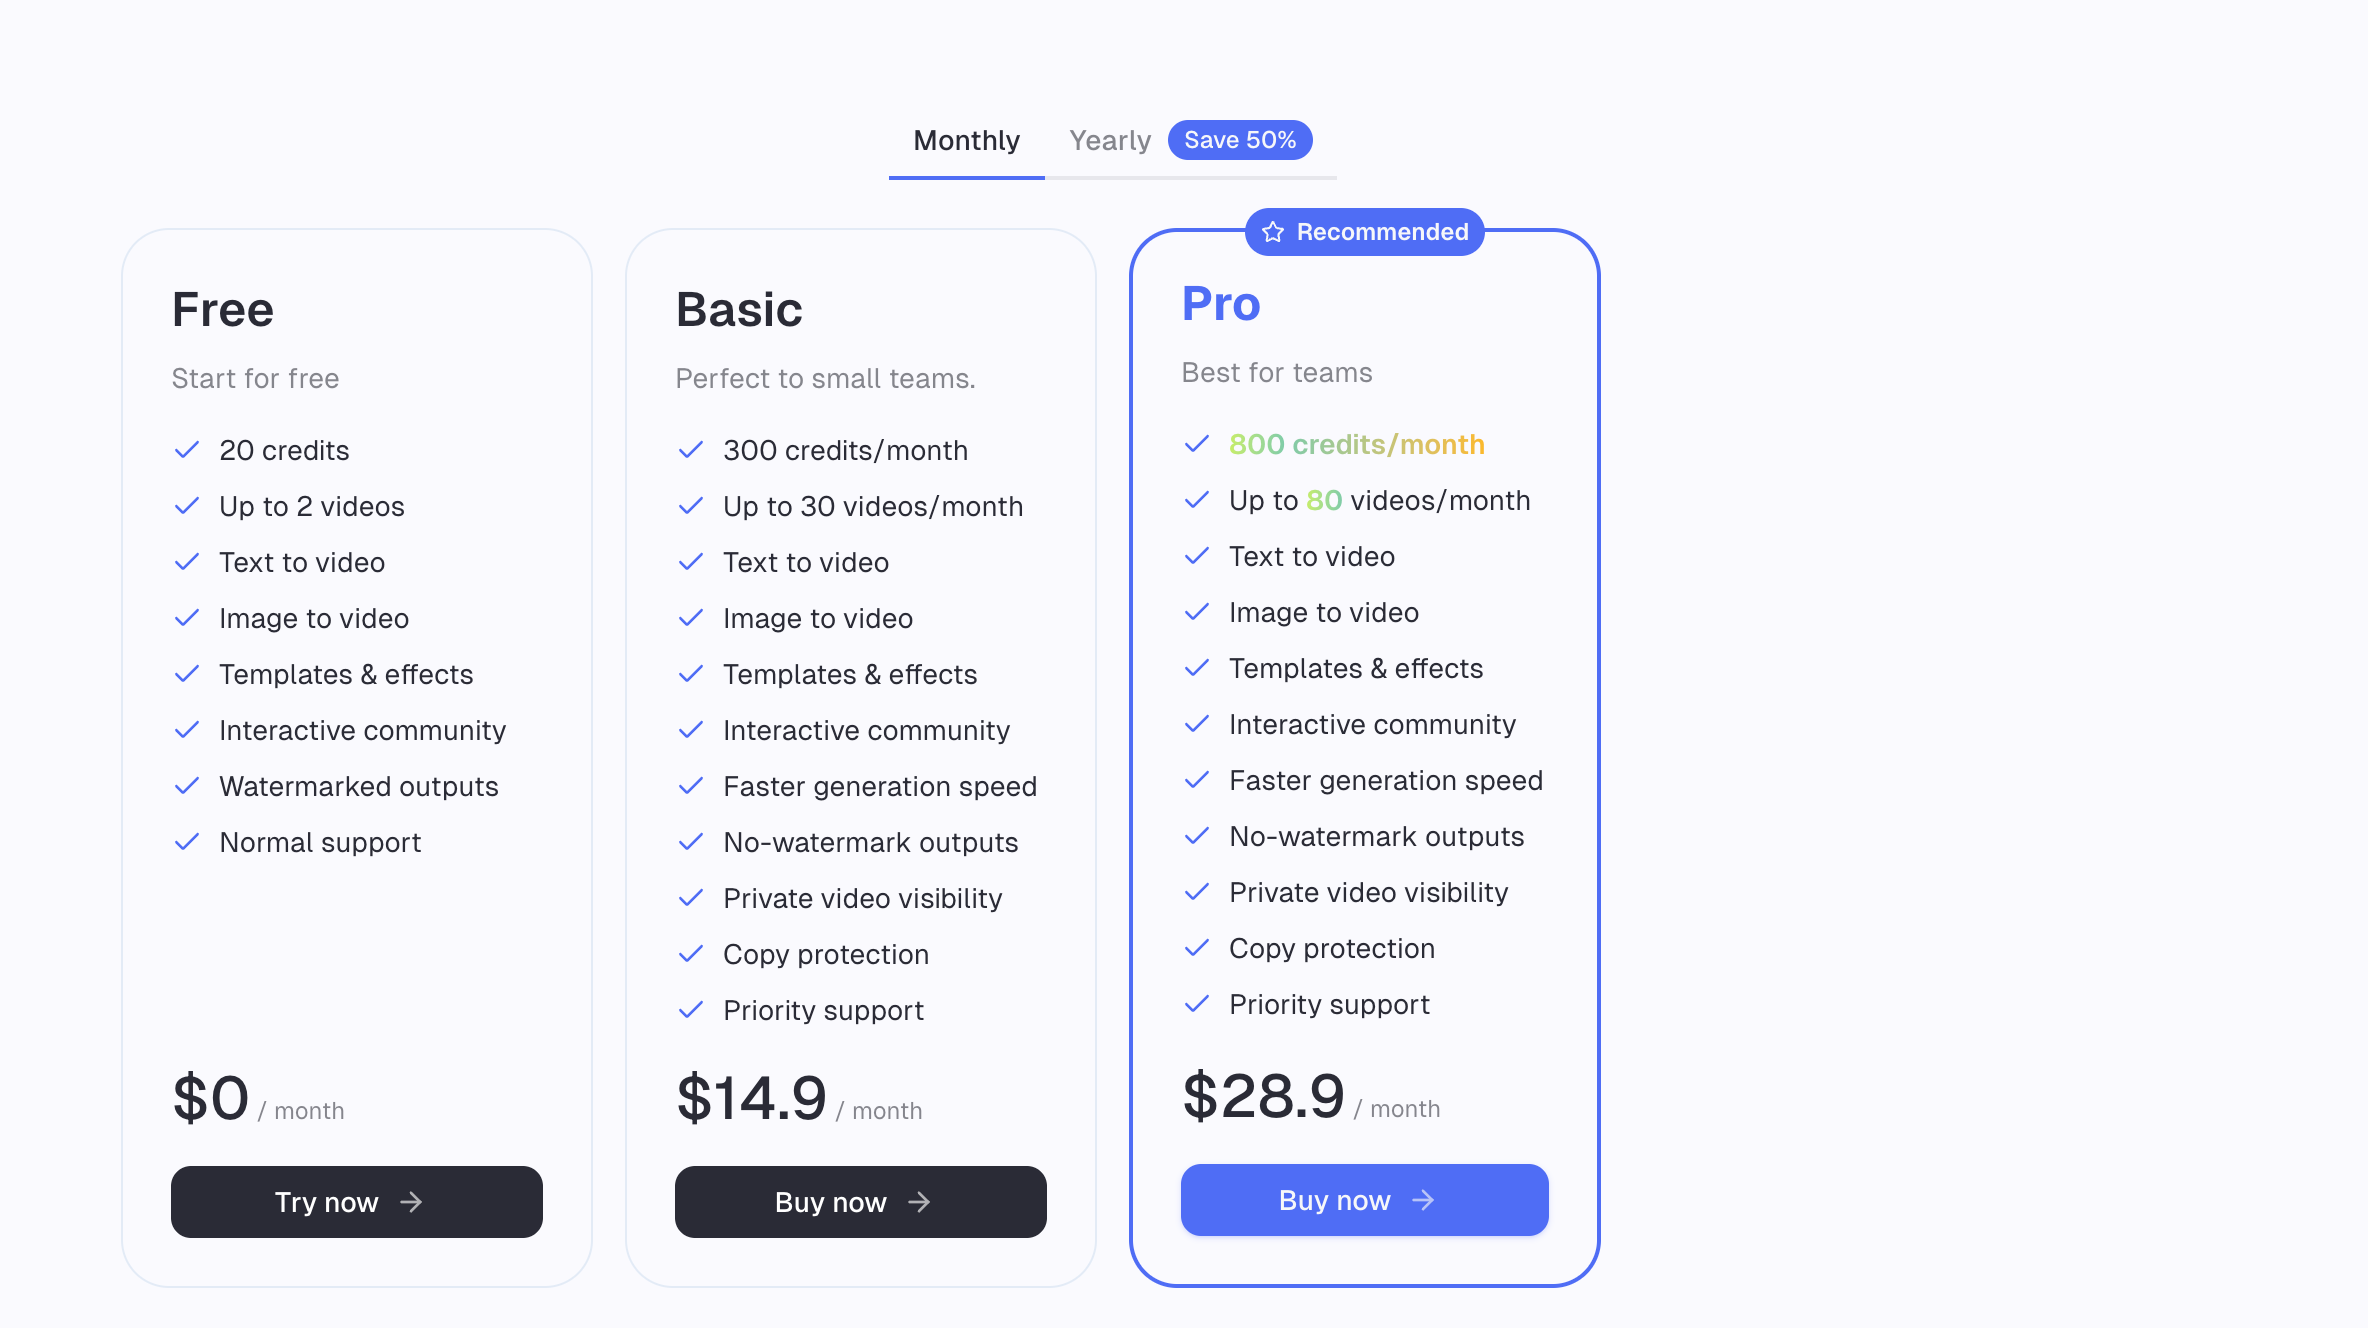 Monthly
Yearly
Save 50%
Free
Start for free
20 credits
Up to 2 videos
Text to video
Image to video
Templates & effects
Interactive community
Watermarked outputs
Normal support
$0 / month
Try now
Basic
Perfect to small teams.
300 credits/month
Up to 30 videos/month
Text to video
Image to video
Templates & effects
Interactive community
Faster generation speed
No-watermark outputs
Private video visibility
Copy protection
Priority support
$14.9 / month
Buy now
Recommended
Pro
Best for teams
800 credits/month
Up to 80 videos/month
Text to video
Image to video
Templates & effects
Interactive community
Faster generation speed
No-watermark outputs
Private video visibility
Copy protection
Priority support
$28.9 / month
Buy now